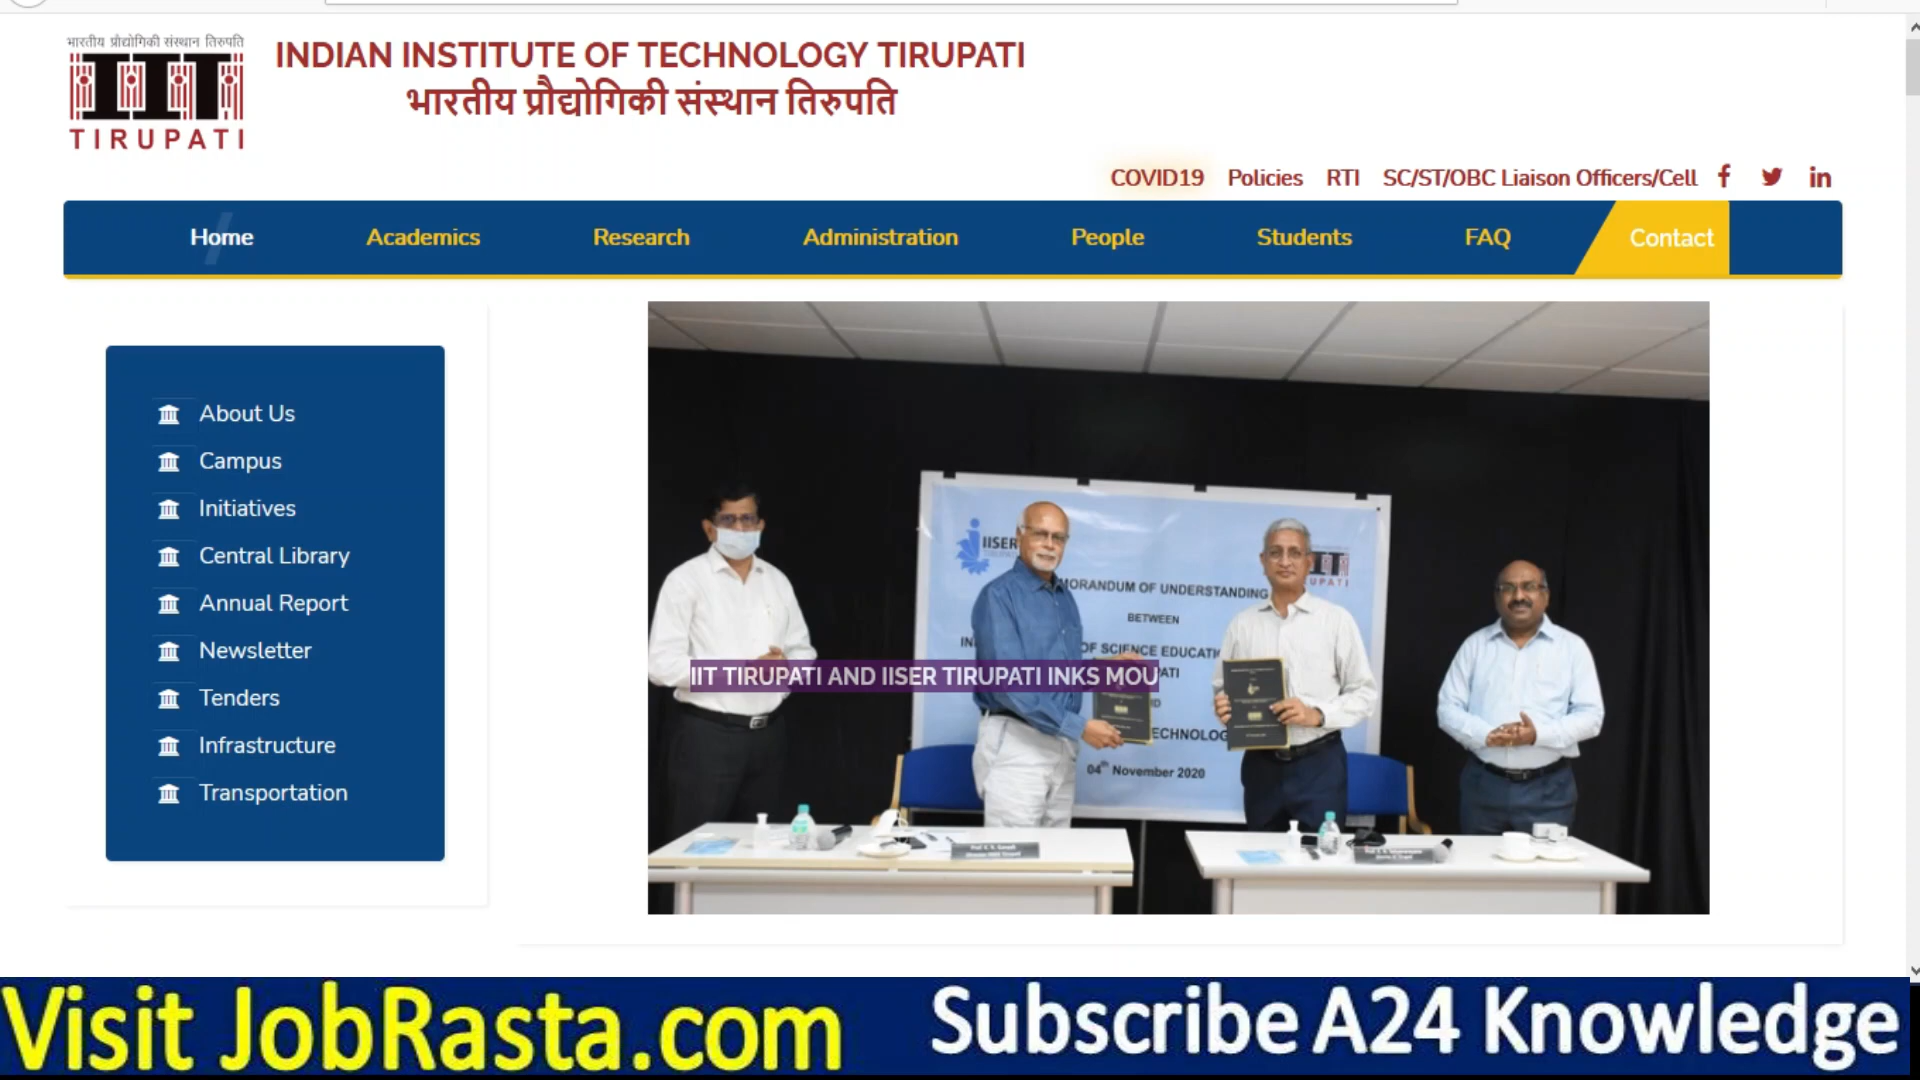 भारतीय प्रौद्योगिकी संस्थान तिरुपति
IIT
TIRUPATI
INDIAN INSTITUTE OF TECHNOLOGY TIRUPATI
भारतीय प्रौद्योगिकी संस्थान तिरुपति
COVID19 Policies RTI SC/ST/OBC Liaison Officers/Cell
Home Academics Research Administration People Students FAQ Contact
About Us
Campus
Initiatives
Central Library
Annual Report
Newsletter
Tenders
Infrastructure
Transportation
IISER
MORANDUM OF UNDERSTANDING
BETWEEN
OF SCIENCE EDUCATI
IIT TIRUPATI AND IISER TIRUPATI INKS MOU
ECHNOLOG
04th November 2020
Visit JobRasta.com Subscribe A24 Knowledge